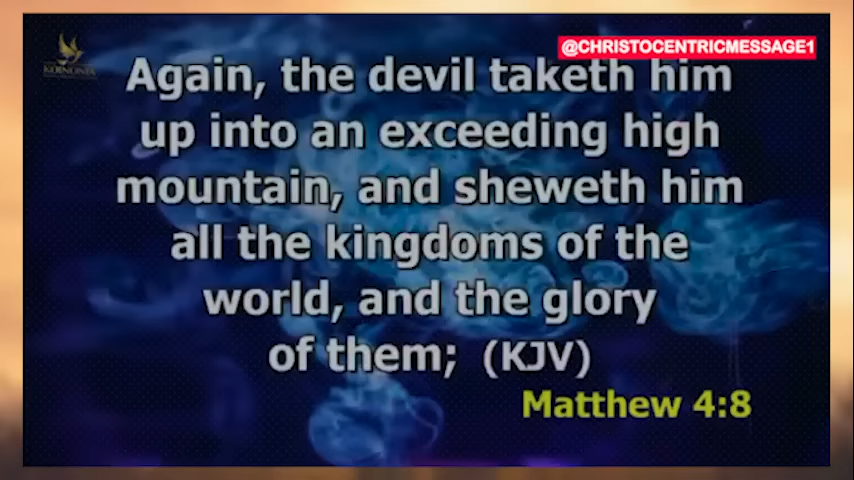 @CHRISTOCENTRICMESSAGE1
KOINONIA
Again, the devil taketh him
up into an exceeding high
mountain, and sheweth him
all the kingdoms of the
world, and the glory
of them; (KJV)
Matthew 4:8